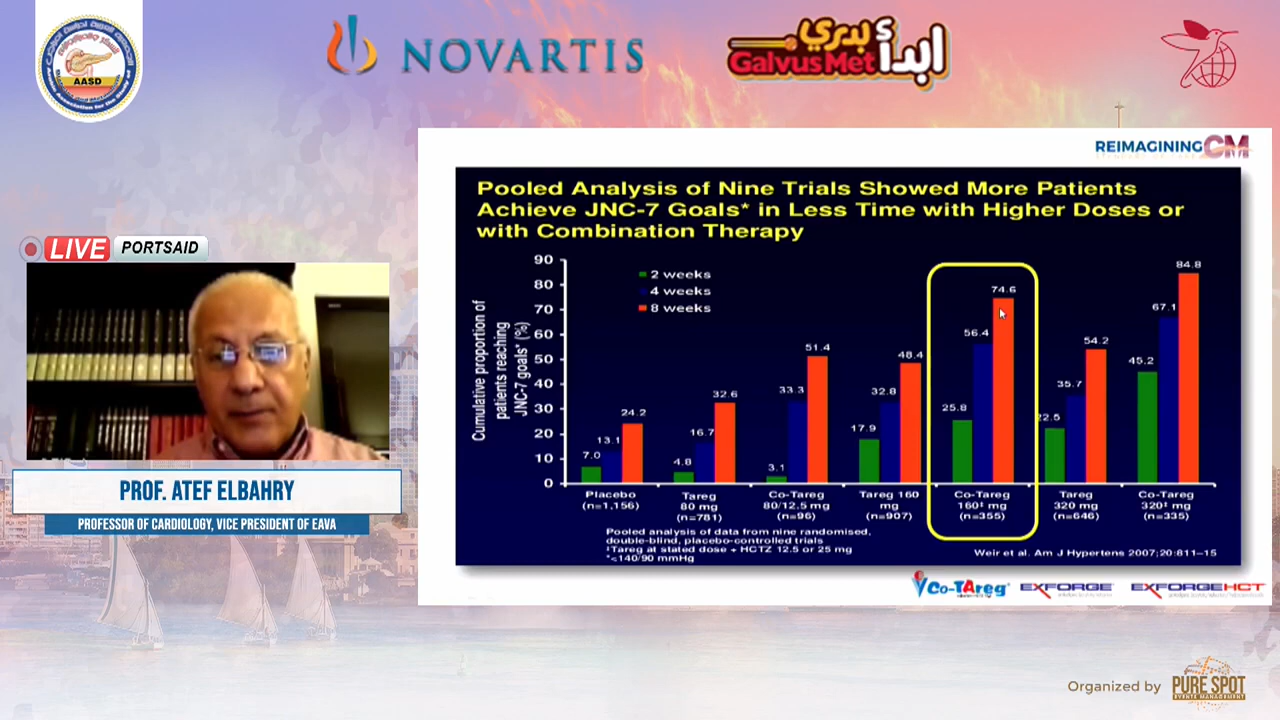 AASD
NOVARTIS
ابدأ بدري
GalvusMet
REIMAGINING CM
Pooled Analysis of Nine Trials Showed More Patients
Achieve JNC-7 Goals* in Less Time with Higher Doses or
with Combination Therapy
Cumulative proportion of
patients reaching
JNC-7 goals* (%)
90
80
70
60
50
40
30
20
10
0
2 weeks
4 weeks
8 weeks
7.0 13.1 24.2
4.8 16.7 32.6
3.1 33.3 51.4
17.9 32.8 48.4
25.8 56.4 74.6
22.5 35.7 54.2
45.2 67.1 84.8
Placebo
(n=1,156)
Tareg
80 mg
(n=781)
Co-Tareg
80/12.5 mg
(n=96)
Tareg 160
mg
(n=907)
Co-Tareg
160‡ mg
(n=355)
Tareg
320 mg
(n=646)
Co-Tareg
320‡ mg
(n=335)
Pooled analysis of data from nine randomised,
double-blind, placebo-controlled trials
‡Tareg at stated dose + HCTZ 12.5 or 25 mg
*<140/90 mmHg
Weir et al. Am J Hypertens 2007;20:811–15
Co-TAreg®
EXFORGE
EXFORGEHCT
LIVE PORTSAID
PROF. ATEF ELBAHRY
PROFESSOR OF CARDIOLOGY, VICE PRESIDENT OF EAVA
Organized by PURE SPOT
EVENTS MANAGEMENT